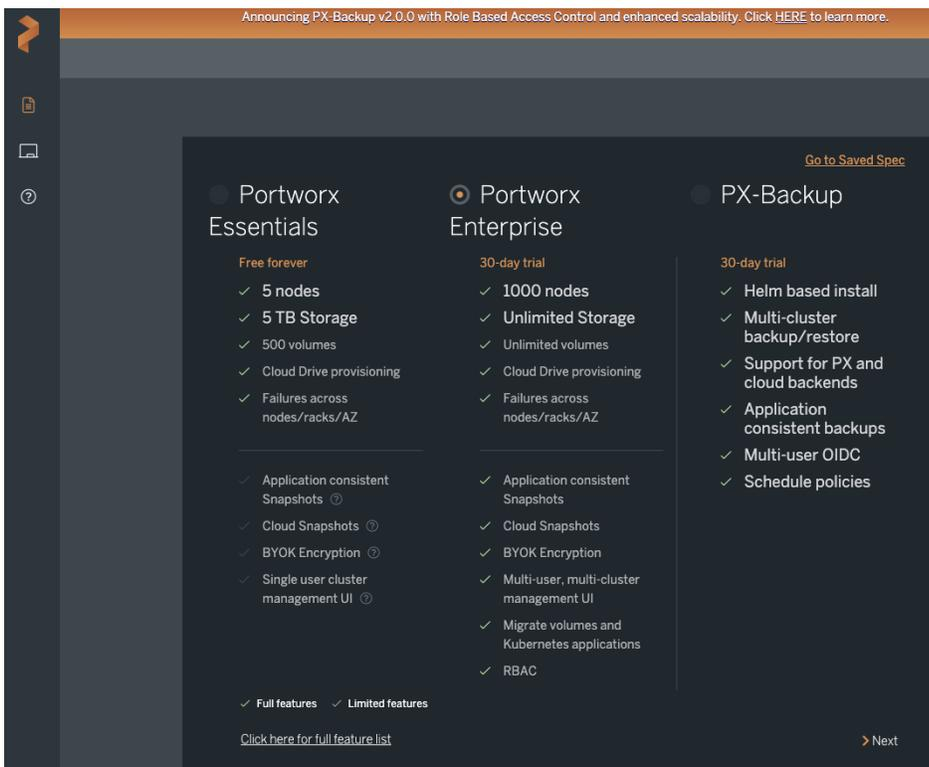 Announcing PX-Backup v2.0.0 with Role Based Access Control and enhanced scalability. Click HERE to learn more.
Go to Saved Spec
Portworx
Essentials
Free forever
5 nodes
5 TB Storage
500 volumes
Cloud Drive provisioning
Failures across
nodes/racks/AZ
Application consistent
Snapshots
Cloud Snapshots
BYOK Encryption
Single user cluster
management UI
Portworx
Enterprise
30-day trial
1000 nodes
Unlimited Storage
Unlimited volumes
Cloud Drive provisioning
Failures across
nodes/racks/AZ
Application consistent
Snapshots
Cloud Snapshots
BYOK Encryption
Multi-user, multi-cluster
management UI
Migrate volumes and
Kubernetes applications
RBAC
PX-Backup
30-day trial
Helm based install
Multi-cluster
backup/restore
Support for PX and
cloud backends
Application
consistent backups
Multi-user OIDC
Schedule policies
Full features Limited features
Click here for full feature list
Next